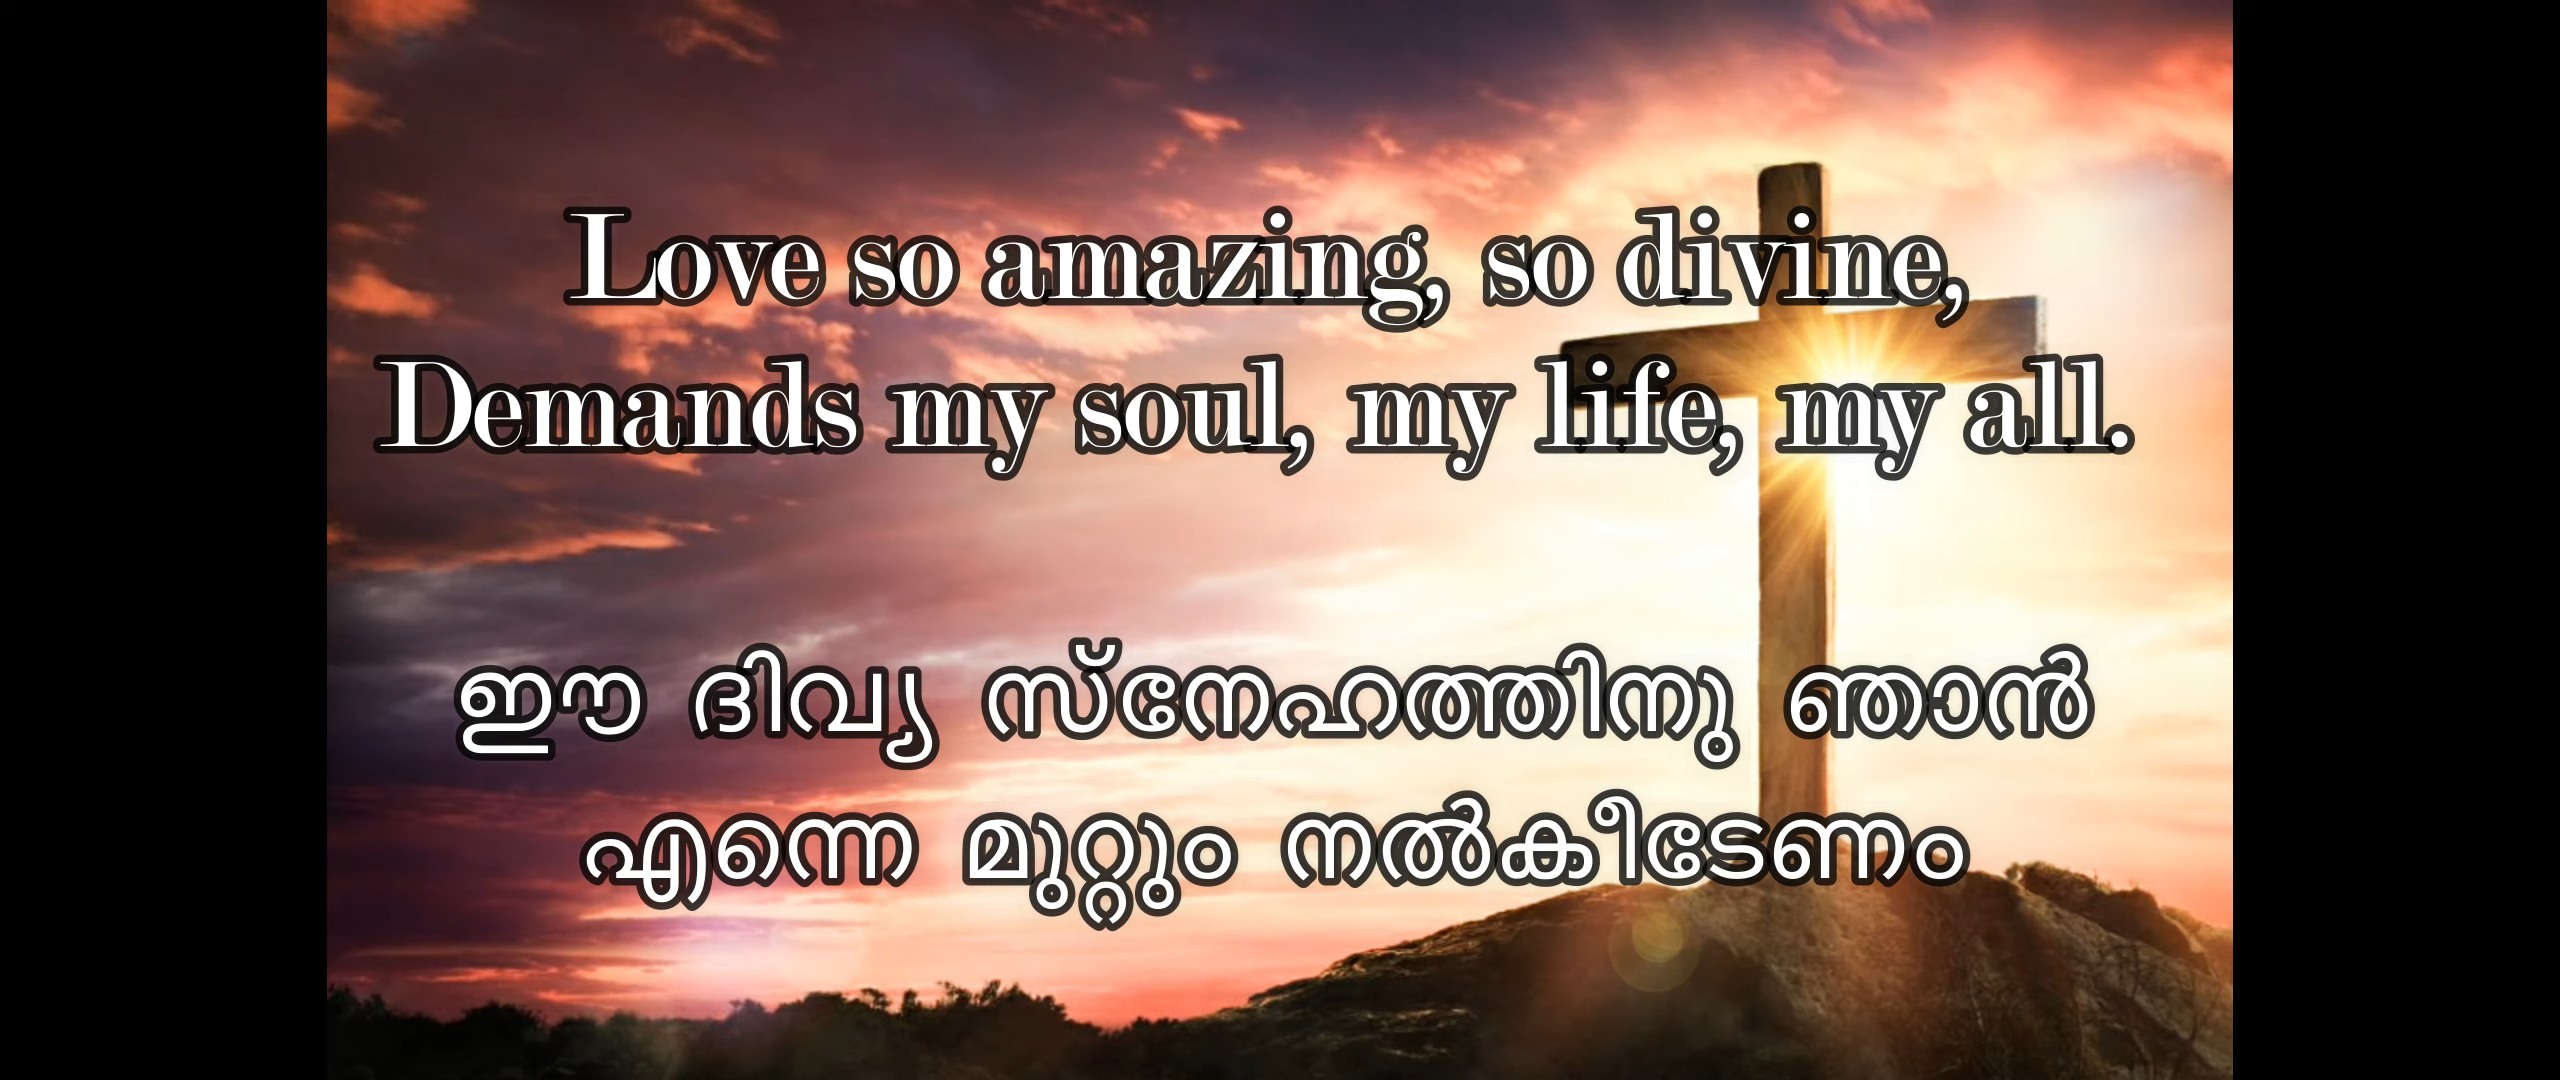 Love so amazing, so divine,
Demands my soul, my life, my all.
ഈ ദിവ്യ സ്നേഹത്തിനു ഞാൻ
എന്നെ മുറ്റും നൽകീടേണം